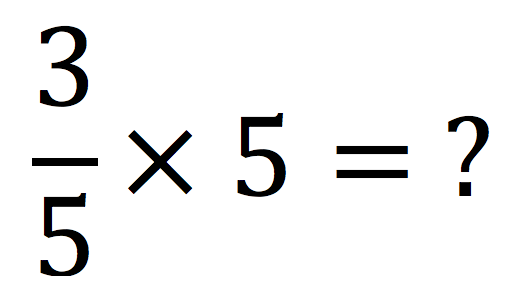 3/5 × 5 = ?